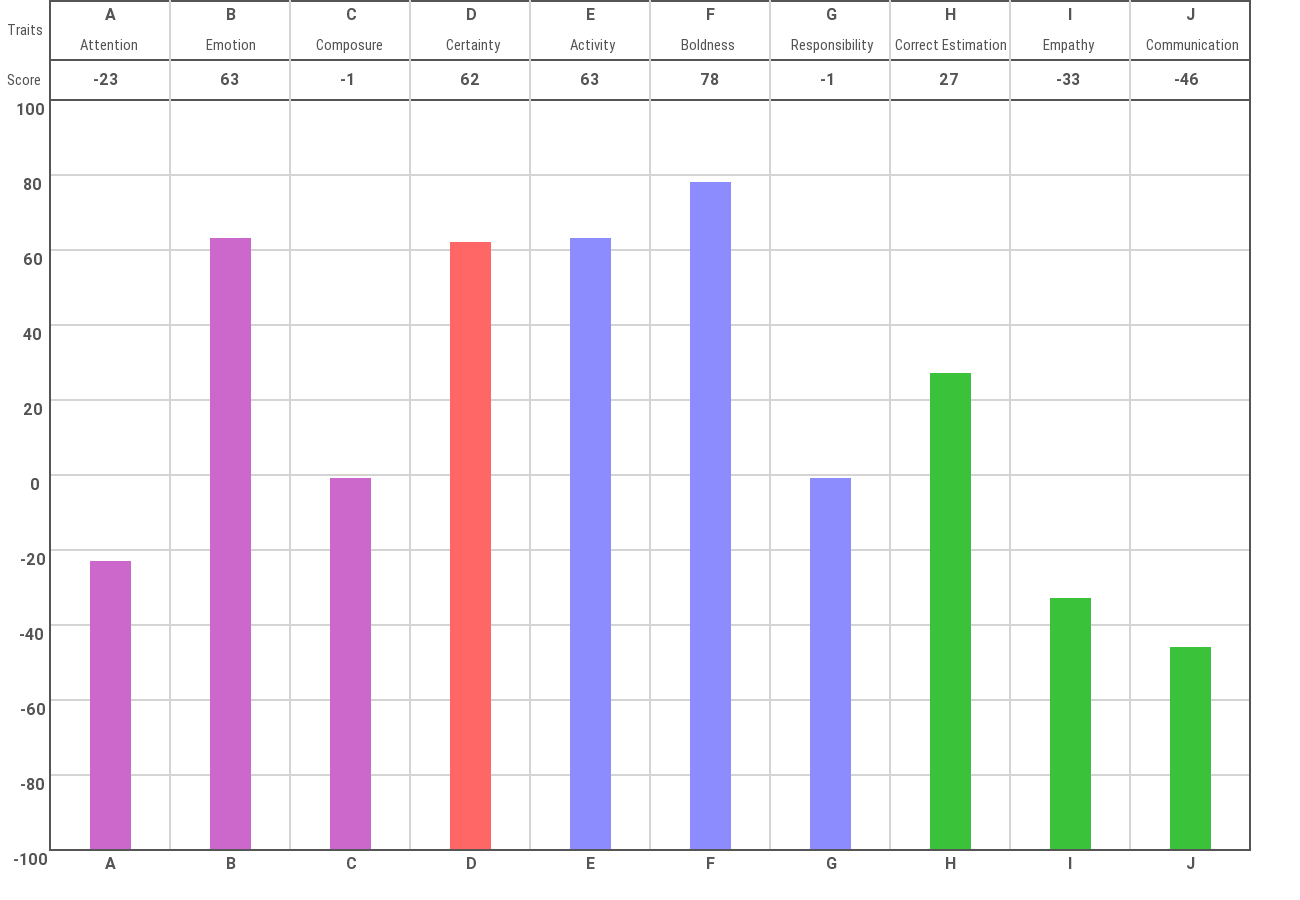 Traits A B C D E F G H I J
Attention Emotion Composure Certainty Activity Boldness Responsibility Correct Estimation Empathy Communication
Score -23 63 -1 62 63 78 -1 27 -33 -46
100
80
60
40
20
0
-20
-40
-60
-80
-100
A B C D E F G H I J